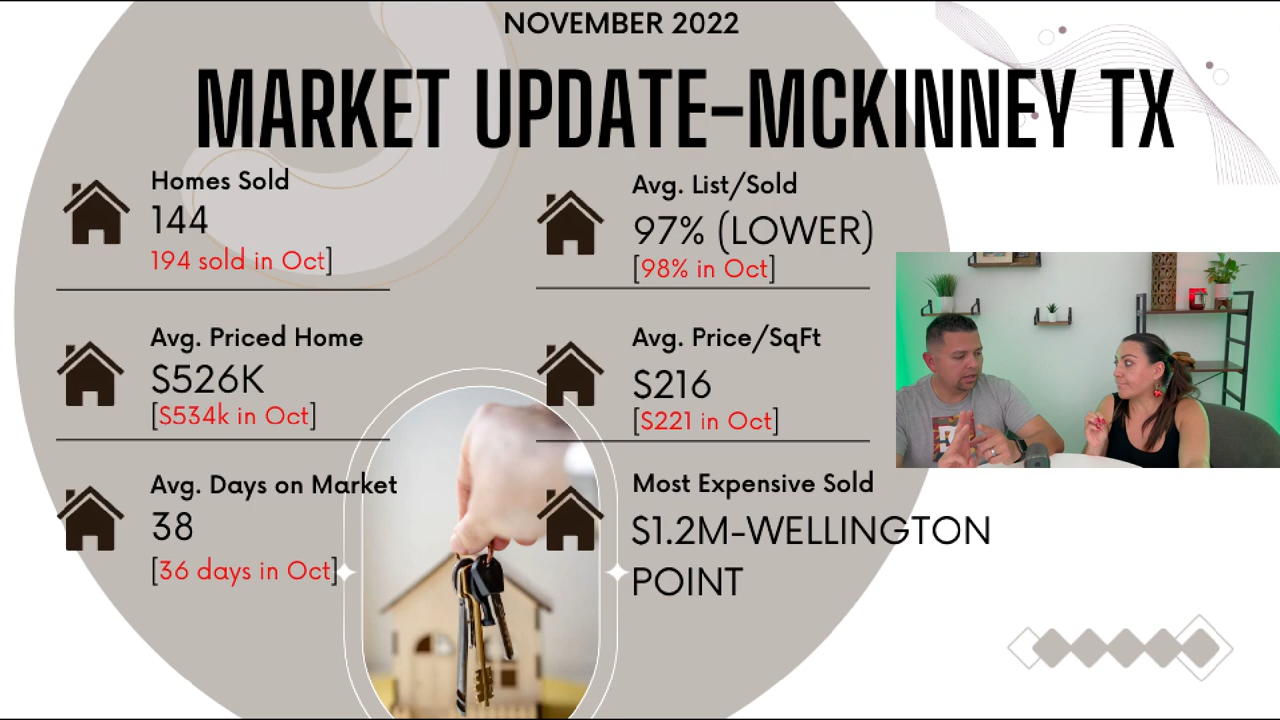 NOVEMBER 2022
MARKET UPDATE-MCKINNEY TX
Homes Sold
144
194 sold in Oct]
Avg. Priced Home
$526K
[$534k in Oct]
Avg. Days on Market
38
[36 days in Oct]
Avg. List/Sold
97% (LOWER)
[98% in Oct]
Avg. Price/SqFt
$216
[$221 in Oct]
Most Expensive Sold
$1.2M-WELLINGTON
POINT